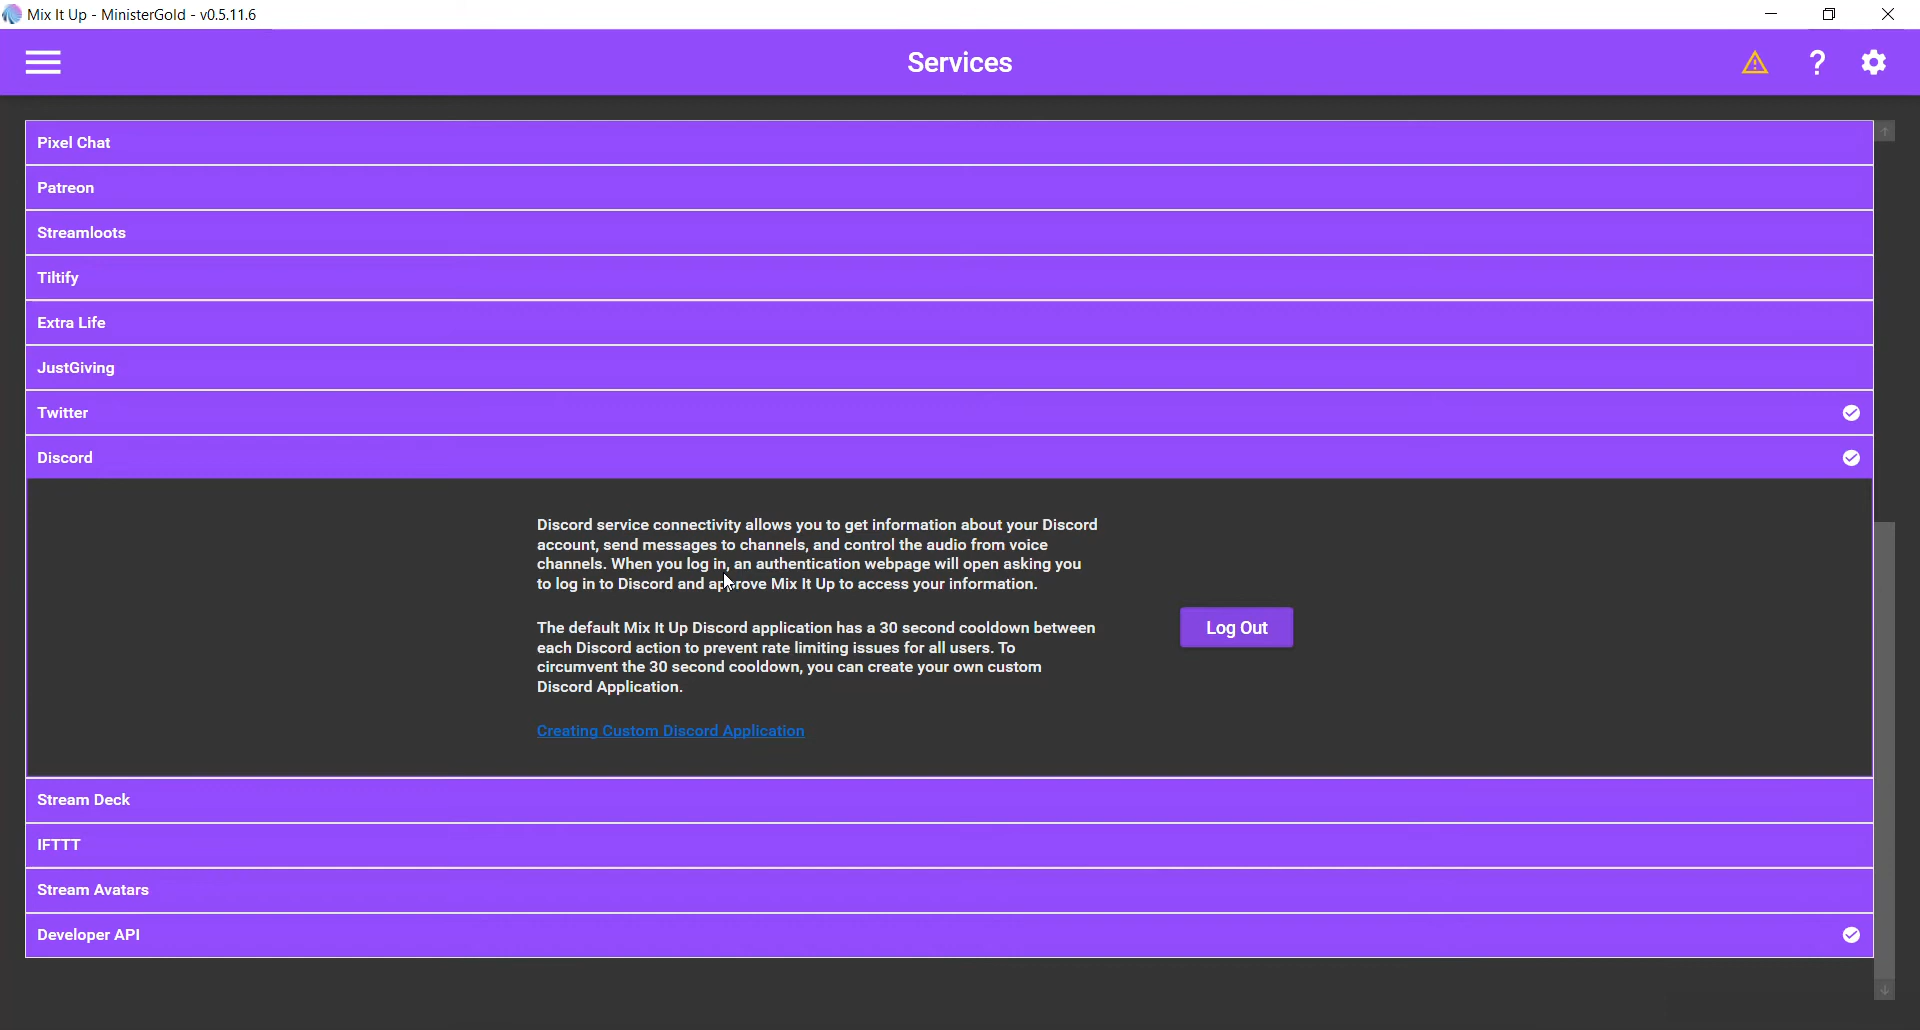 Mix It Up - MinisterGold - v0.5.11.6
Services
Pixel Chat
Patreon
Streamloots
Tiltify
Extra Life
JustGiving
Twitter
Discord
Discord service connectivity allows you to get information about your Discord
account, send messages to channels, and control the audio from voice
channels. When you log in, an authentication webpage will open asking you
to log in to Discord and approve Mix It Up to access your information.
The default Mix It Up Discord application has a 30 second cooldown between
each Discord action to prevent rate limiting issues for all users. To
circumvent the 30 second cooldown, you can create your own custom
Discord Application.
Log Out
Creating Custom Discord Application
Stream Deck
IFTTT
Stream Avatars
Developer API